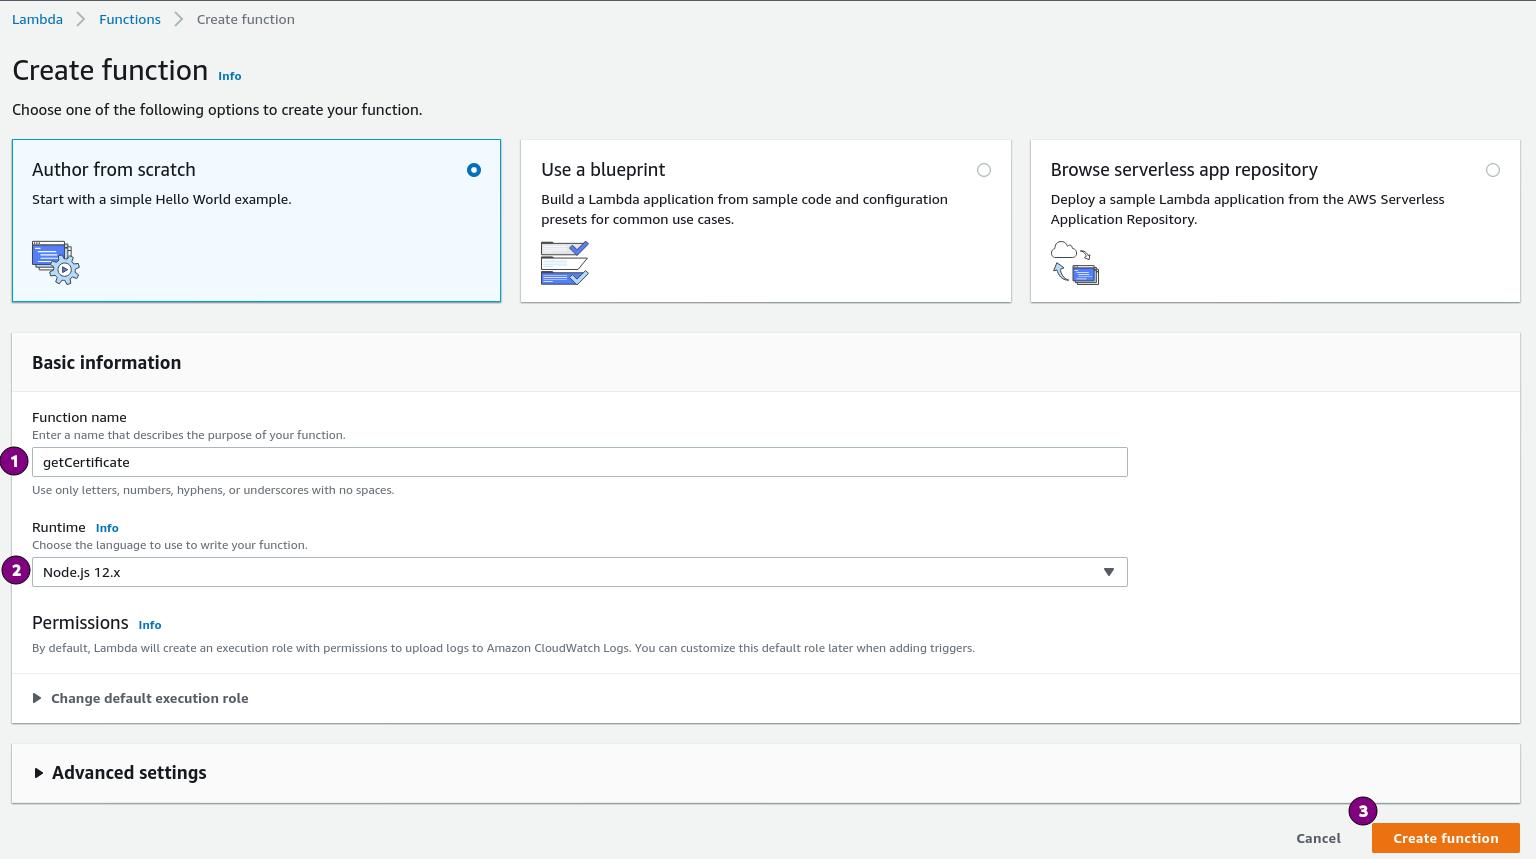 Lambda > Functions > Create function
Create function Info
Choose one of the following options to create your function.
Author from scratch
Start with a simple Hello World example.
Use a blueprint
Build a Lambda application from sample code and configuration
presets for common use cases.
Browse serverless app repository
Deploy a sample Lambda application from the AWS Serverless
Application Repository.
Basic information
Function name
Enter a name that describes the purpose of your function.
1 getCertificate
Use only letters, numbers, hyphens, or underscores with no spaces.
Runtime Info
Choose the language to use to write your function.
2 Node.js 12.x
Permissions Info
By default, Lambda will create an execution role with permissions to upload logs to Amazon CloudWatch Logs. You can customize this default role later when adding triggers.
Change default execution role
Advanced settings
3
Cancel Create function